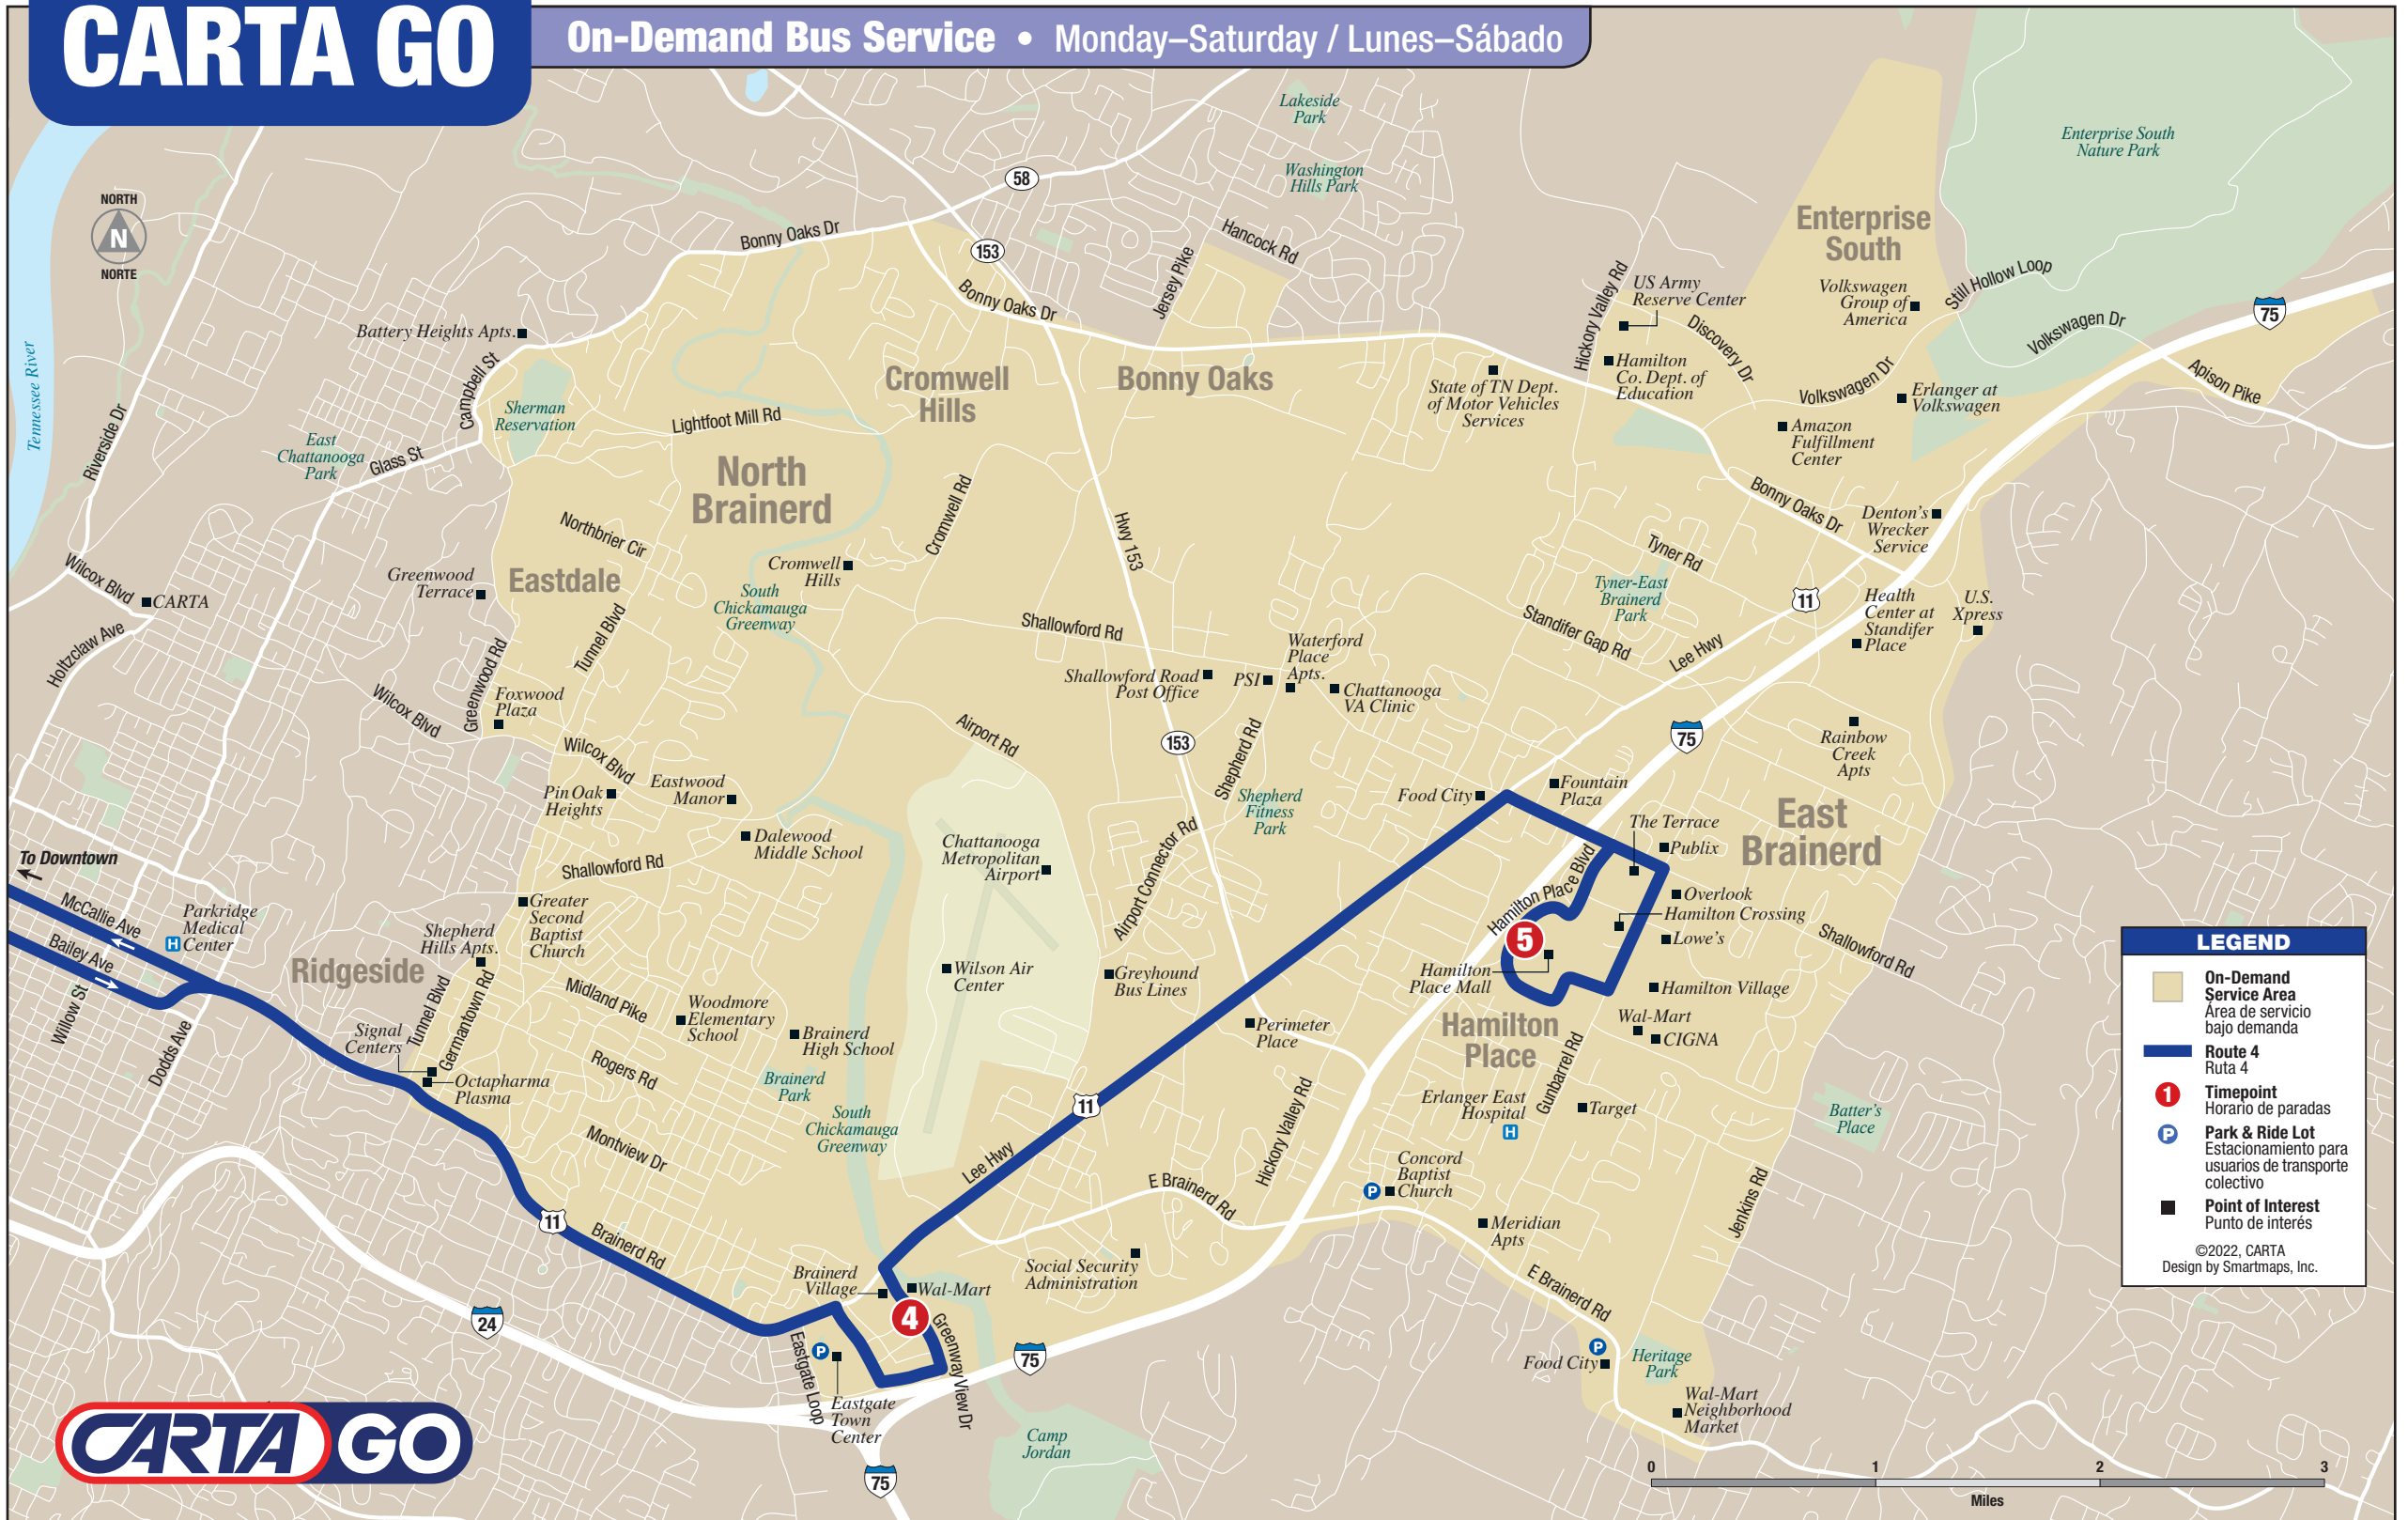 CARTA GO
On-Demand Bus Service • Monday–Saturday / Lunes–Sábado
NORTH
N
NORTE
Tennessee River
Riverside Dr
Lakeside
Park
Washington
Hills Park
Enterprise South
Nature Park
58
153
Bonny Oaks Dr
Bonny Oaks Dr
Jersey Pike
Hancock Rd
Enterprise
South
Hickory Valley Rd
US Army
Reserve Center
Volkswagen
Group of
America
Still Hollow Loop
Volkswagen Dr
75
Apison Pike
Battery Heights Apts.
Campbell St
Sherman
Reservation
East
Chattanooga
Park
Glass St
Lightfoot Mill Rd
Cromwell
Hills
Bonny Oaks
State of TN Dept.
of Motor Vehicles
Services
Hamilton
Co. Dept. of
Education
Discovery Dr
Volkswagen Dr
Erlanger at
Volkswagen
Amazon
Fulfillment
Center
North
Brainerd
Northbrier Cir
Cromwell Rd
Hwy 153
Bonny Oaks Dr
Denton's
Wrecker
Service
Tyner Rd
Wilcox Blvd
CARTA
Holtzclaw Ave
Greenwood
Terrace
Eastdale
Tunnel Blvd
Cromwell
Hills
South
Chickamauga
Greenway
Shallowford Rd
Tyner-East
Brainerd
Park
11
Health
Center at
Standifer
Place
U.S.
Xpress
Standifer Gap Rd
Lee Hwy
Greenwood Rd
Wilcox Blvd
Foxwood
Plaza
Shallowford Road
Post Office
PSI
Waterford
Place
Apts.
Chattanooga
VA Clinic
Airport Rd
153
Shepherd Rd
75
Rainbow
Creek
Apts
Wilcox Blvd
Pin Oak
Heights
Eastwood
Manor
Dalewood
Middle School
Shepherd
Fitness
Park
Food City
Fountain
Plaza
The Terrace
Publix
East
Brainerd
Shallowford Rd
Chattanooga
Metropolitan
Airport
Airport Connector Rd
Hamilton Place Blvd
Overlook
Hamilton Crossing
Lowe's
Shallowford Rd
To Downtown
McCallie Ave
Bailey Ave
Parkridge
Medical
Center
H
Willow St
Dodds Ave
Ridgeside
Shepherd
Hills Apts.
Greater
Second
Baptist
Church
Tunnel Blvd
Germantown Rd
Midland Pike
Woodmore
Elementary
School
Brainerd
High School
Wilson Air
Center
Greyhound
Bus Lines
5
Hamilton
Place Mall
Hamilton Village
Wal-Mart
CIGNA
Hamilton
Place
Perimeter
Place
Signal
Centers
Octapharma
Plasma
Rogers Rd
Brainerd
Park
South
Chickamauga
Greenway
11
Lee Hwy
Hickory Valley Rd
Gunbarrel Rd
Erlanger East
Hospital
H
Target
Batter's
Place
Montview Dr
E Brainerd Rd
Concord
Baptist
Church
P
Meridian
Apts
Jenkins Rd
11
Brainerd Rd
Brainerd
Village
Wal-Mart
Social Security
Administration
4
Greenway View Dr
Eastgate Loop
P
Eastgate
Town
Center
24
75
75
Camp
Jordan
E Brainerd Rd
P
Food City
Heritage
Park
Wal-Mart
Neighborhood
Market
LEGEND
On-Demand
Service Area
Área de servicio
bajo demanda
Route 4
Ruta 4
1
Timepoint
Horario de paradas
P
Park & Ride Lot
Estacionamiento para
usuarios de transporte
colectivo
Point of Interest
Punto de interés
©2022, CARTA
Design by Smartmaps, Inc.
CARTA GO
0 1 2 3
Miles